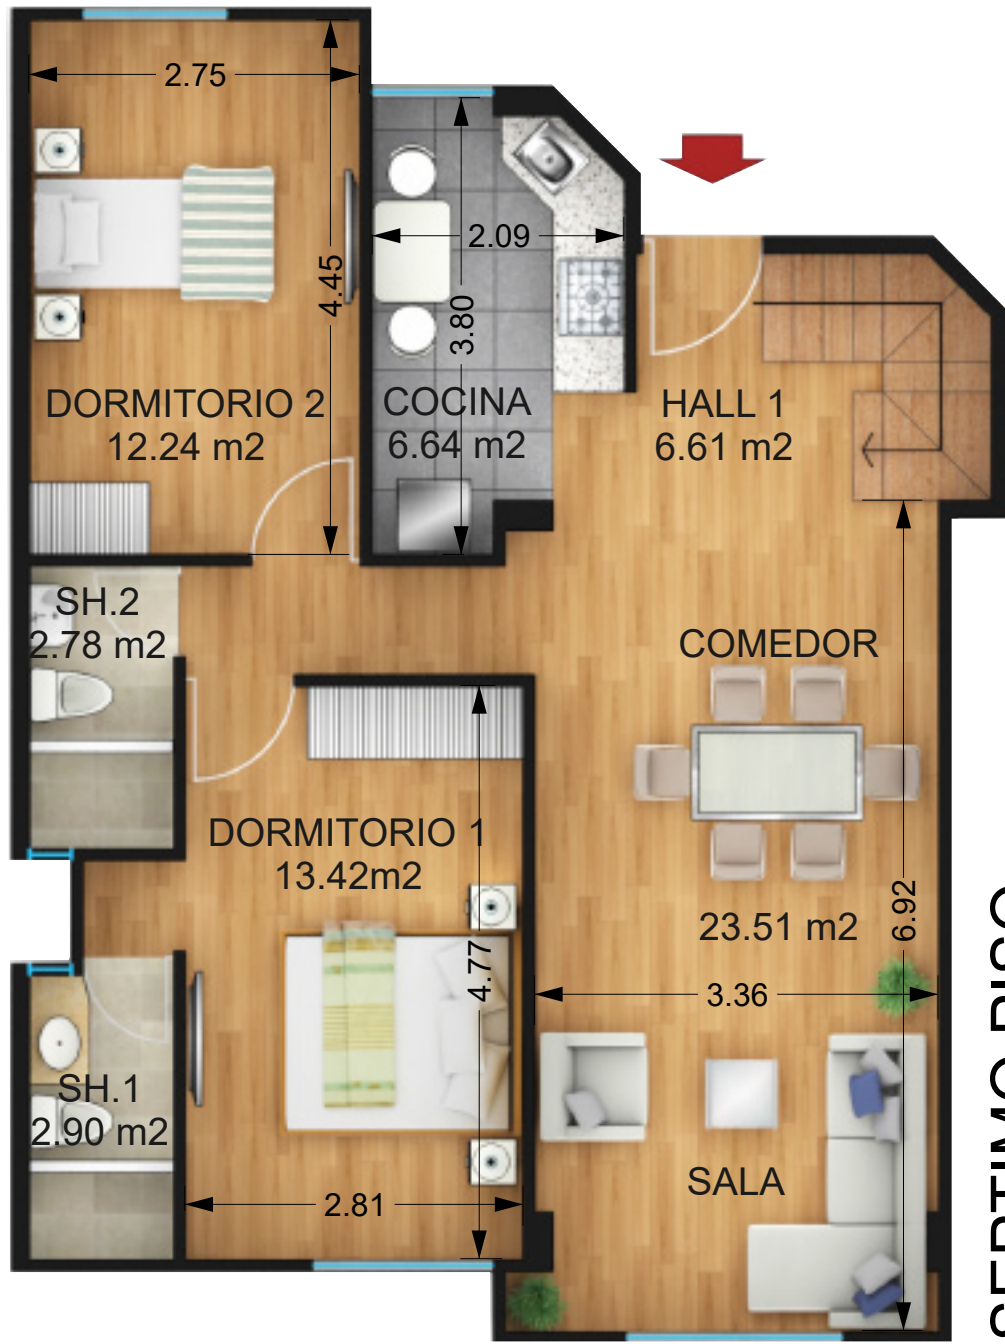 2.75
2.09
4.45
3.80
DORMITORIO 2
12.24 m2
COCINA
6.64 m2
HALL 1
6.61 m2
SH.2
2.78 m2
COMEDOR
DORMITORIO 1
13.42m2
23.51 m2
6.92
4.77
3.36
SH.1
2.90 m2
SALA
2.81
SEPTIMO PISO